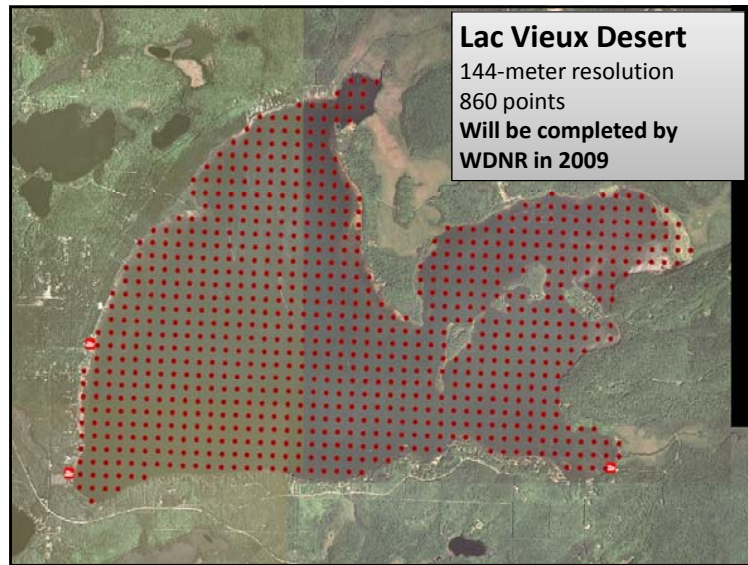 Lac Vieux Desert
144-meter resolution
860 points
Will be completed by
WDNR in 2009